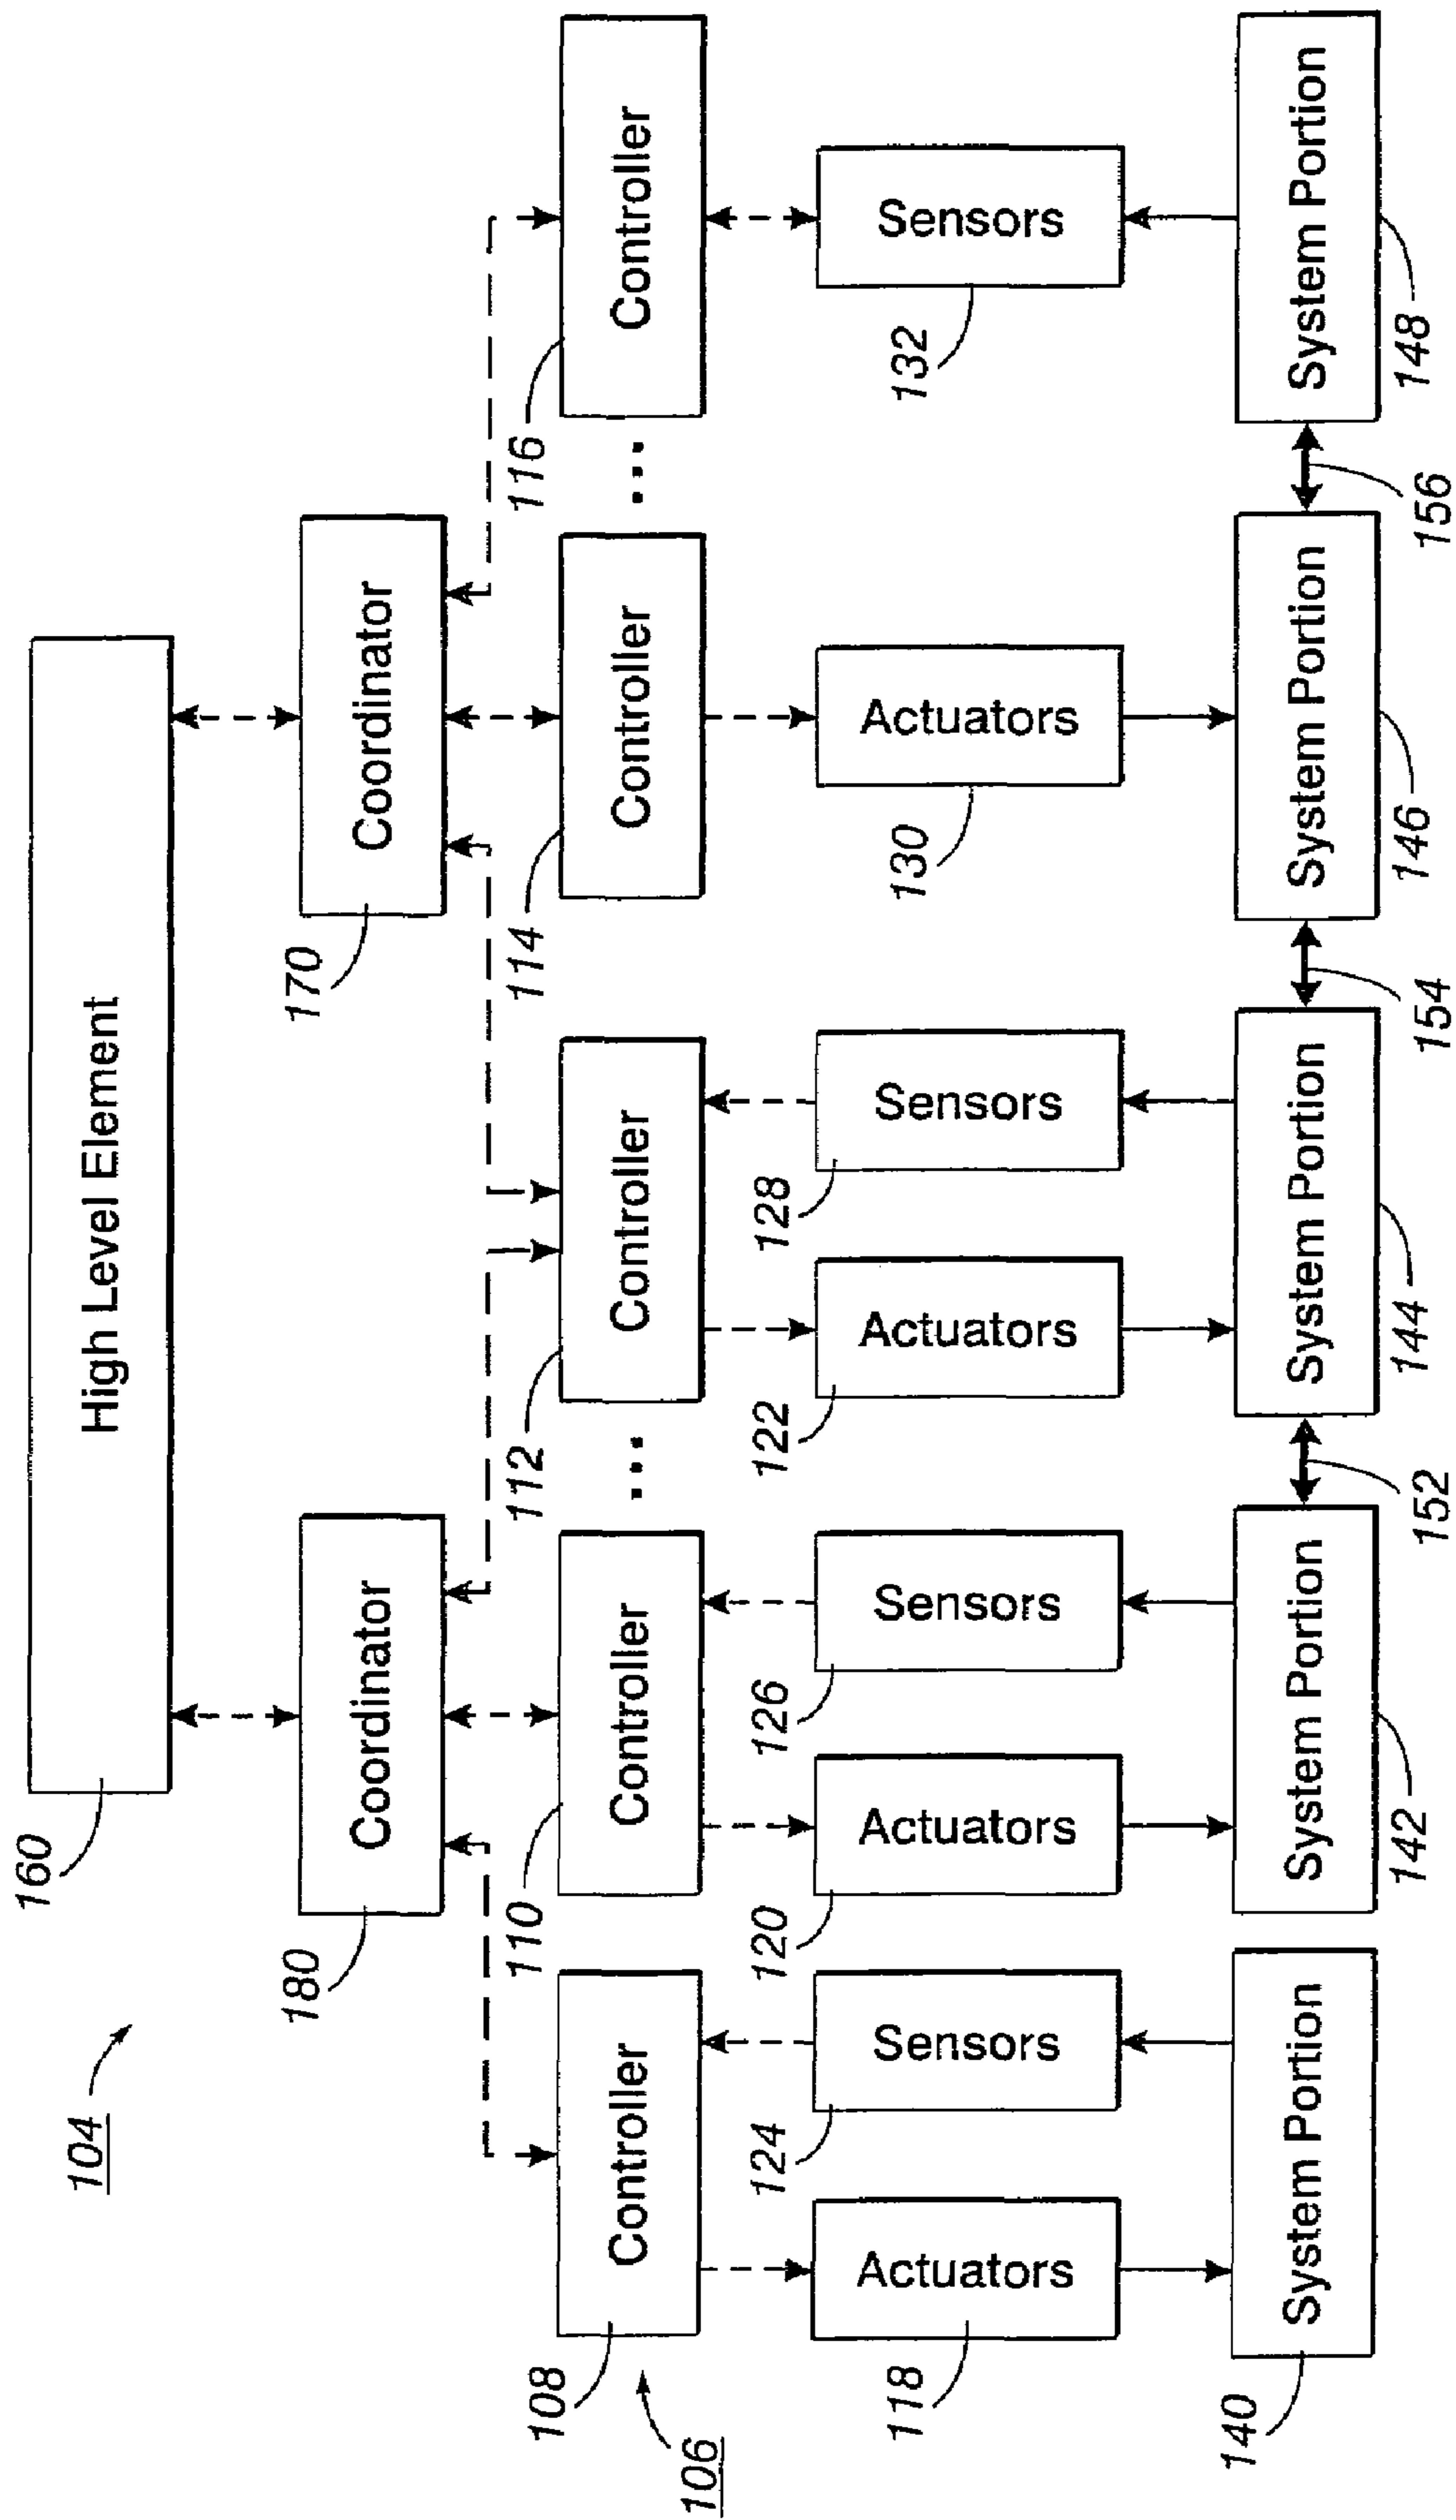 104
160
High Level Element
180
Coordinator
170
Coordinator
106
108
Controller
110
Controller
...
112
Controller
114
Controller
...
116
Controller
118
Actuators
124
Sensors
120
Actuators
126
Sensors
122
Actuators
128
Sensors
130
Actuators
132
Sensors
140
System Portion
System Portion
142
152
System Portion
144
154
System Portion
146
156
System Portion
148